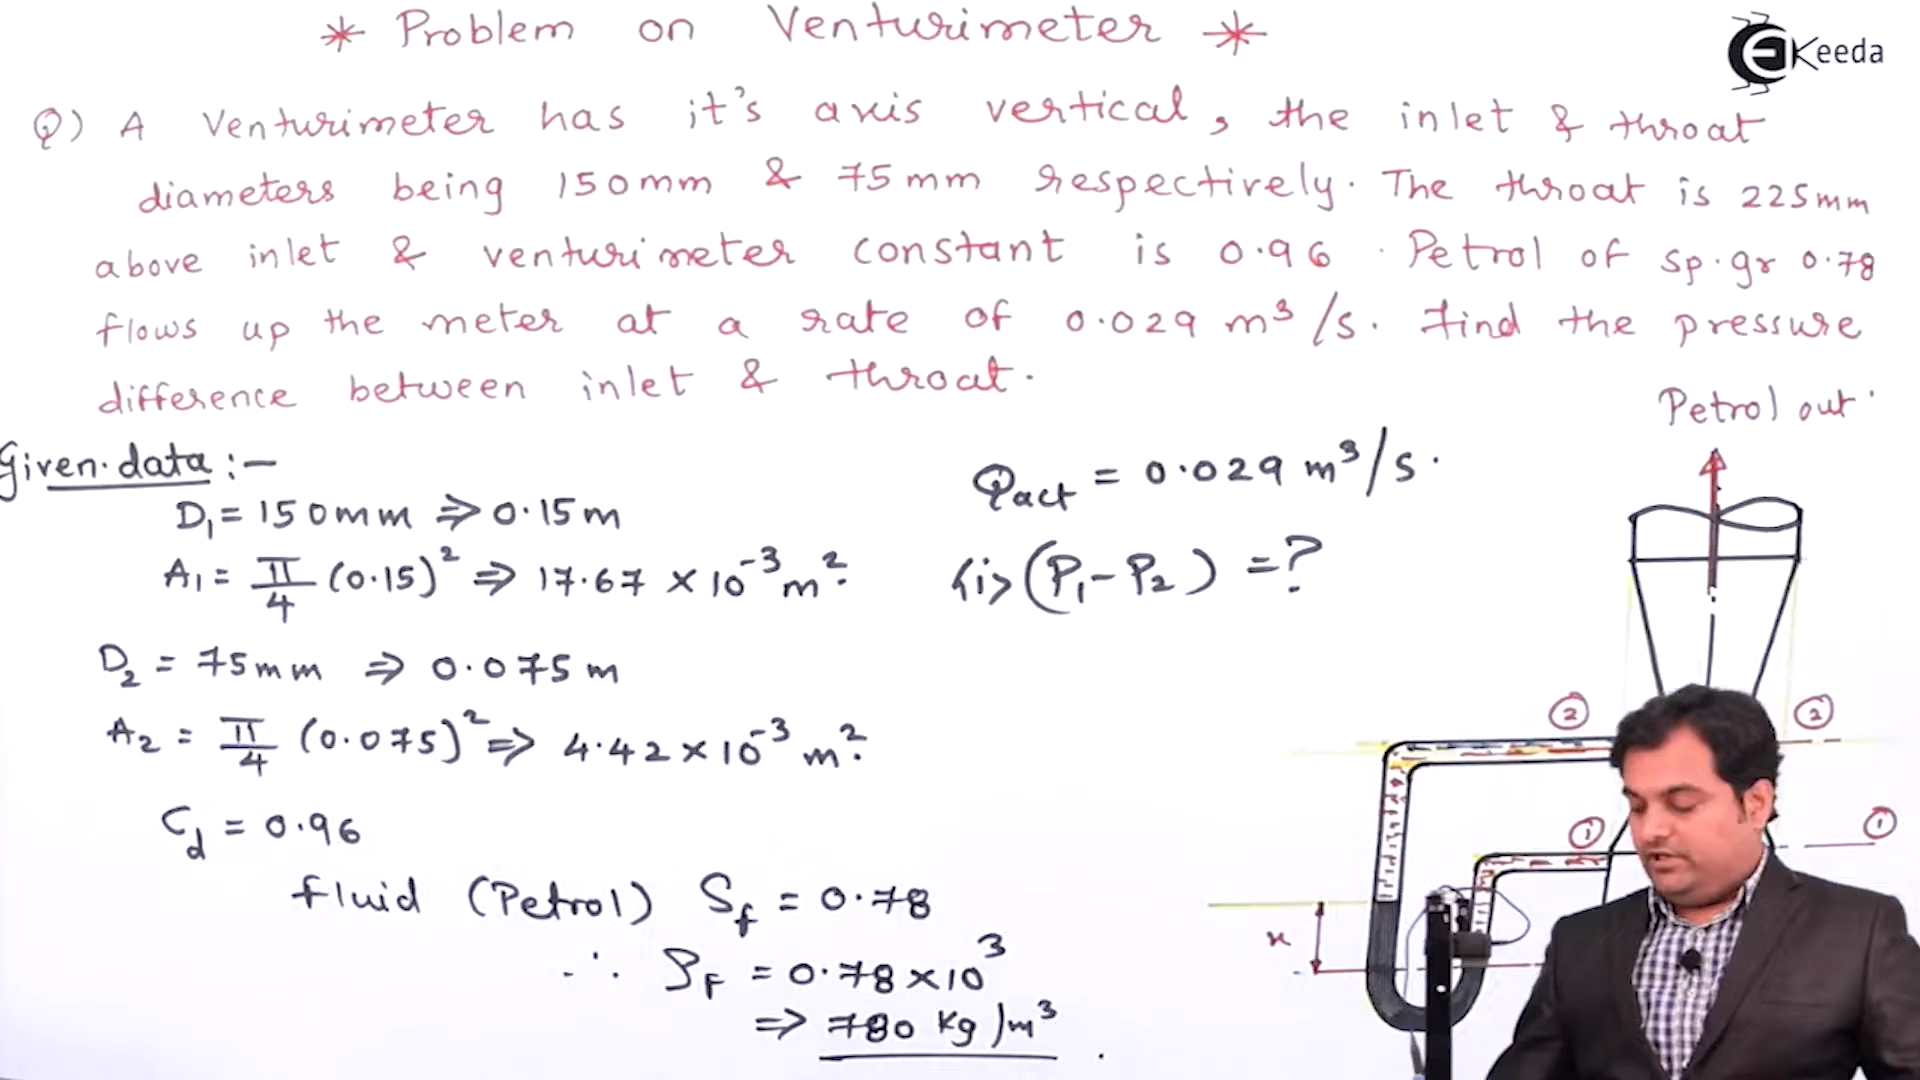 * Problem on Venturimeter *
Keeda
Q) A Venturimeter has it's axis vertical, the inlet & throat
diameters being 150mm & 75mm respectively. The throat is 225mm
above inlet & venturimeter constant is 0.96. Petrol of sp.gr 0.78
flows up the meter at a rate of 0.029 m³/s. find the pressure
difference between inlet & throat.
Petrol out.
Given data :-
D₁ = 150mm ⇒ 0.15m
A₁ = π/4 (0.15)² ⇒ 17.67 × 10⁻³ m².
D₂ = 75mm ⇒ 0.075m
A₂ = π/4 (0.075)² ⇒ 4.42 × 10⁻³ m².
Cd = 0.96
fluid (Petrol) Sf = 0.78
∴ ρF = 0.78 × 10³
⇒ 780 kg/m³.
Qact = 0.029 m³/s.
<i> (P₁ - P₂) = ?
2 2
1 1
x